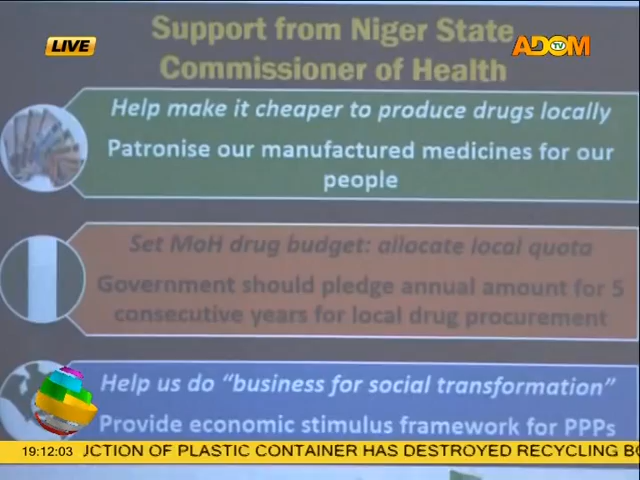 LIVE
ADOM TV
Support from Niger State
Commissioner of Health
Help make it cheaper to produce drugs locally
Patronise our manufactured medicines for our
people
Set MoH drug budget: allocate local quota
Government should pledge annual amount for 5
consecutive years for local drug procurement
Help us do “business for social transformation”
Provide economic stimulus framework for PPPs
19:12:03 UCTION OF PLASTIC CONTAINER HAS DESTROYED RECYCLING BO